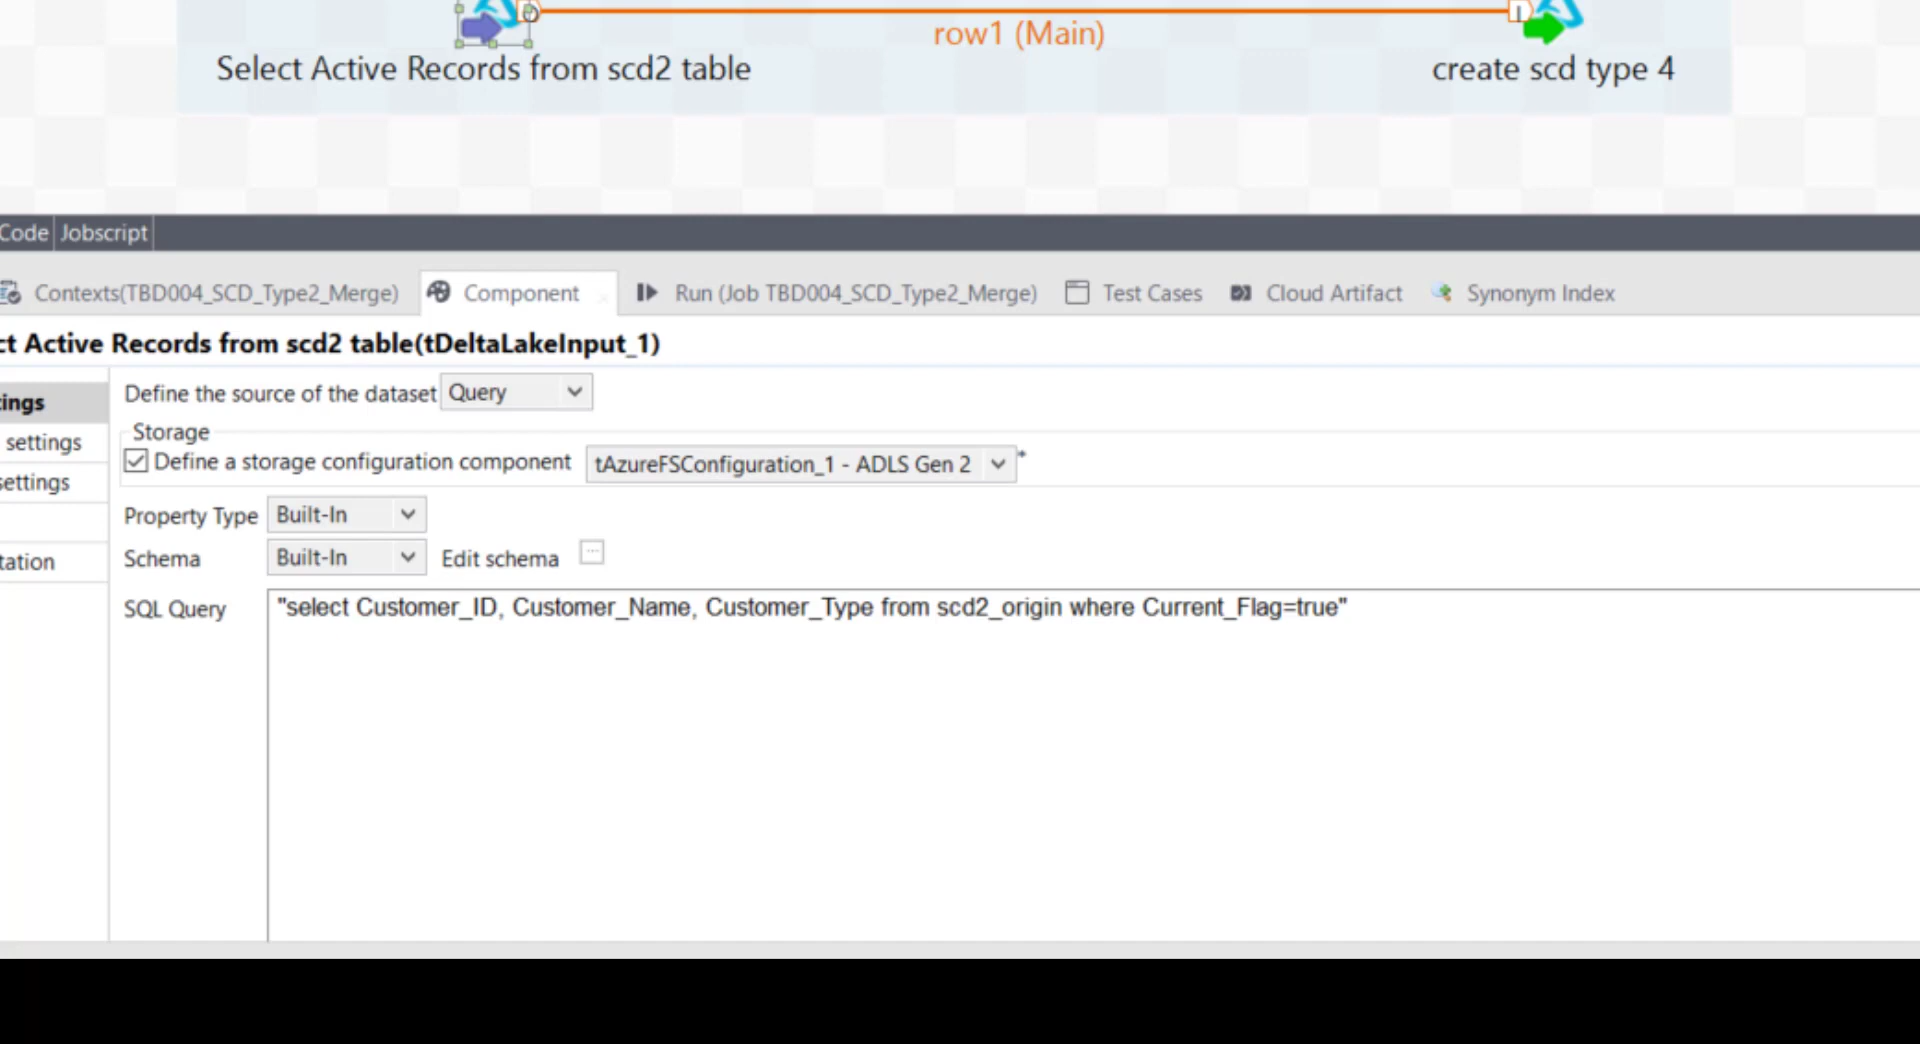 row1 (Main)
Select Active Records from scd2 table
create scd type 4
Code
Jobscript
Contexts(TBD004_SCD_Type2_Merge)
Component
Run (Job TBD004_SCD_Type2_Merge)
Test Cases
Cloud Artifact
Synonym Index
ct Active Records from scd2 table(tDeltaLakeInput_1)
tings
settings
settings
tation
Define the source of the dataset Query
Storage
Define a storage configuration component tAzureFSConfiguration_1 - ADLS Gen 2 *
Property Type Built-In
Schema Built-In Edit schema ...
SQL Query "select Customer_ID, Customer_Name, Customer_Type from scd2_origin where Current_Flag=true"